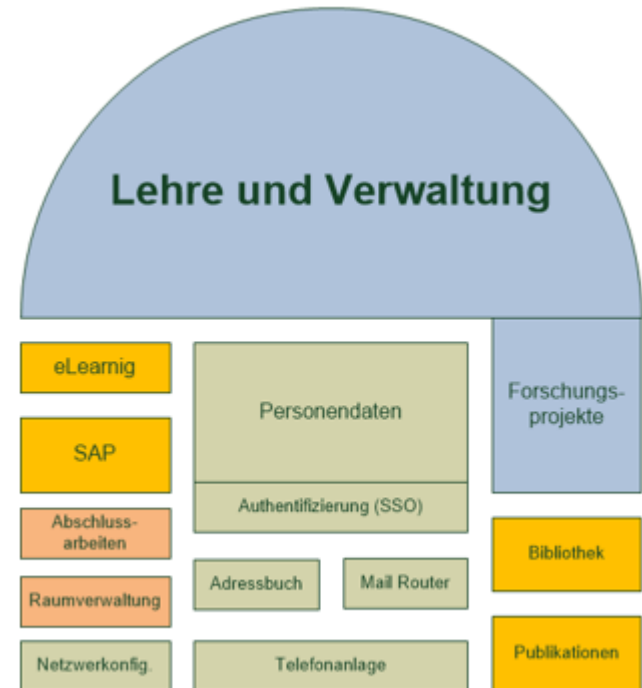 Lehre und Verwaltung
eLearnig
SAP
Abschluss-
arbeiten
Raumverwaltung
Netzwerkonfig.
Personendaten
Authentifizierung (SSO)
Adressbuch
Mail Router
Telefonanlage
Forschungs-
projekte
Bibliothek
Publikationen